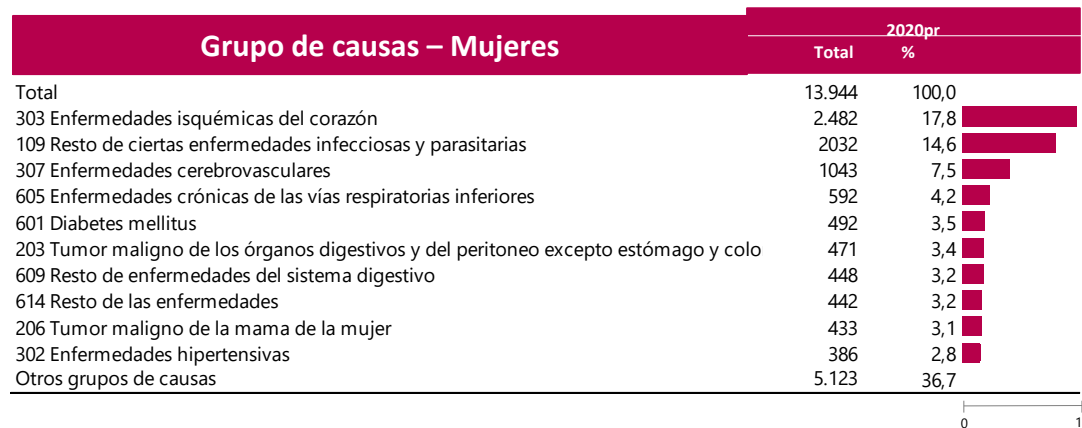 Grupo de causas – Mujeres
2020pr
Total %
Total 13.944 100,0
303 Enfermedades isquémicas del corazón 2.482 17,8
109 Resto de ciertas enfermedades infecciosas y parasitarias 2032 14,6
307 Enfermedades cerebrovasculares 1043 7,5
605 Enfermedades crónicas de las vías respiratorias inferiores 592 4,2
601 Diabetes mellitus 492 3,5
203 Tumor maligno de los órganos digestivos y del peritoneo excepto estómago y colo 471 3,4
609 Resto de enfermedades del sistema digestivo 448 3,2
614 Resto de las enfermedades 442 3,2
206 Tumor maligno de la mama de la mujer 433 3,1
302 Enfermedades hipertensivas 386 2,8
Otros grupos de causas 5.123 36,7
0 1